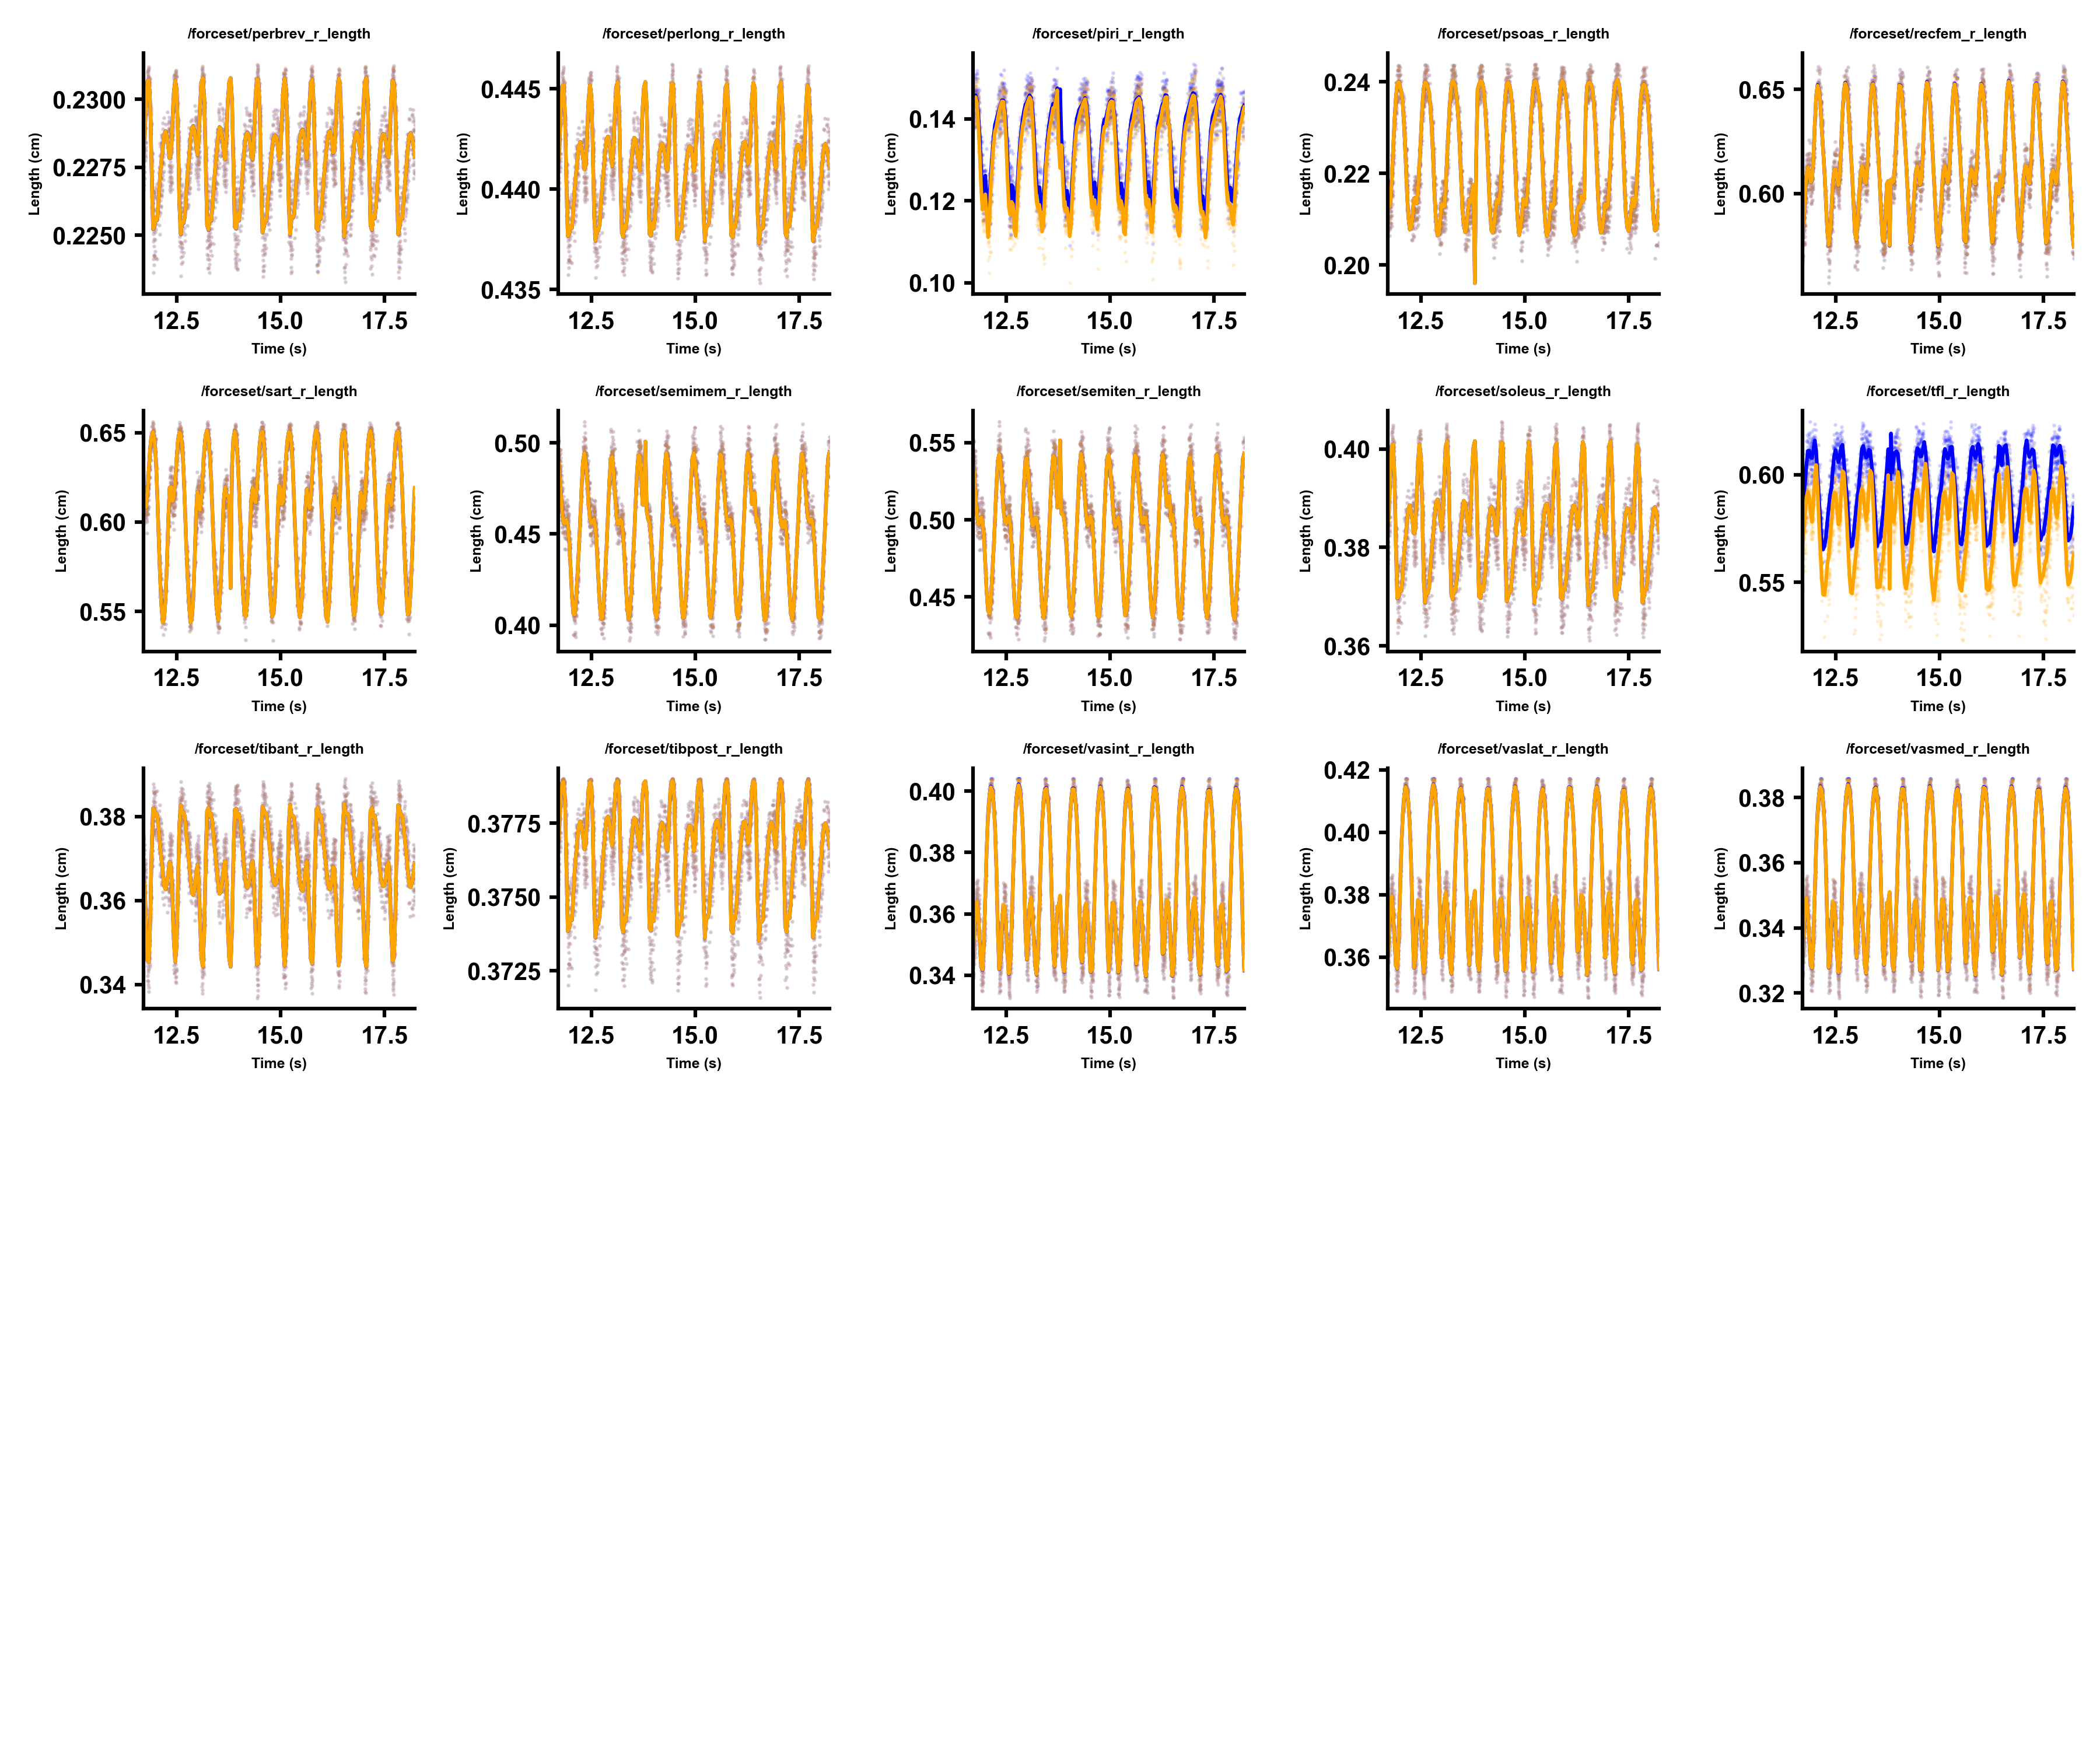 /forceset/perbrev_r_length
Length (cm)
0.2300
0.2275
0.2250
12.5 15.0 17.5
Time (s)
/forceset/perlong_r_length
Length (cm)
0.445
0.440
0.435
12.5 15.0 17.5
Time (s)
/forceset/piri_r_length
Length (cm)
0.14
0.12
0.10
12.5 15.0 17.5
Time (s)
/forceset/psoas_r_length
Length (cm)
0.24
0.22
0.20
12.5 15.0 17.5
Time (s)
/forceset/recfem_r_length
Length (cm)
0.65
0.60
12.5 15.0 17.5
Time (s)
/forceset/sart_r_length
Length (cm)
0.65
0.60
0.55
12.5 15.0 17.5
Time (s)
/forceset/semimem_r_length
Length (cm)
0.50
0.45
0.40
12.5 15.0 17.5
Time (s)
/forceset/semiten_r_length
Length (cm)
0.55
0.50
0.45
12.5 15.0 17.5
Time (s)
/forceset/soleus_r_length
Length (cm)
0.40
0.38
0.36
12.5 15.0 17.5
Time (s)
/forceset/tfl_r_length
Length (cm)
0.60
0.55
12.5 15.0 17.5
Time (s)
/forceset/tibant_r_length
Length (cm)
0.38
0.36
0.34
12.5 15.0 17.5
Time (s)
/forceset/tibpost_r_length
Length (cm)
0.3775
0.3750
0.3725
12.5 15.0 17.5
Time (s)
/forceset/vasint_r_length
Length (cm)
0.40
0.38
0.36
0.34
12.5 15.0 17.5
Time (s)
/forceset/vaslat_r_length
Length (cm)
0.42
0.40
0.38
0.36
12.5 15.0 17.5
Time (s)
/forceset/vasmed_r_length
Length (cm)
0.38
0.36
0.34
0.32
12.5 15.0 17.5
Time (s)